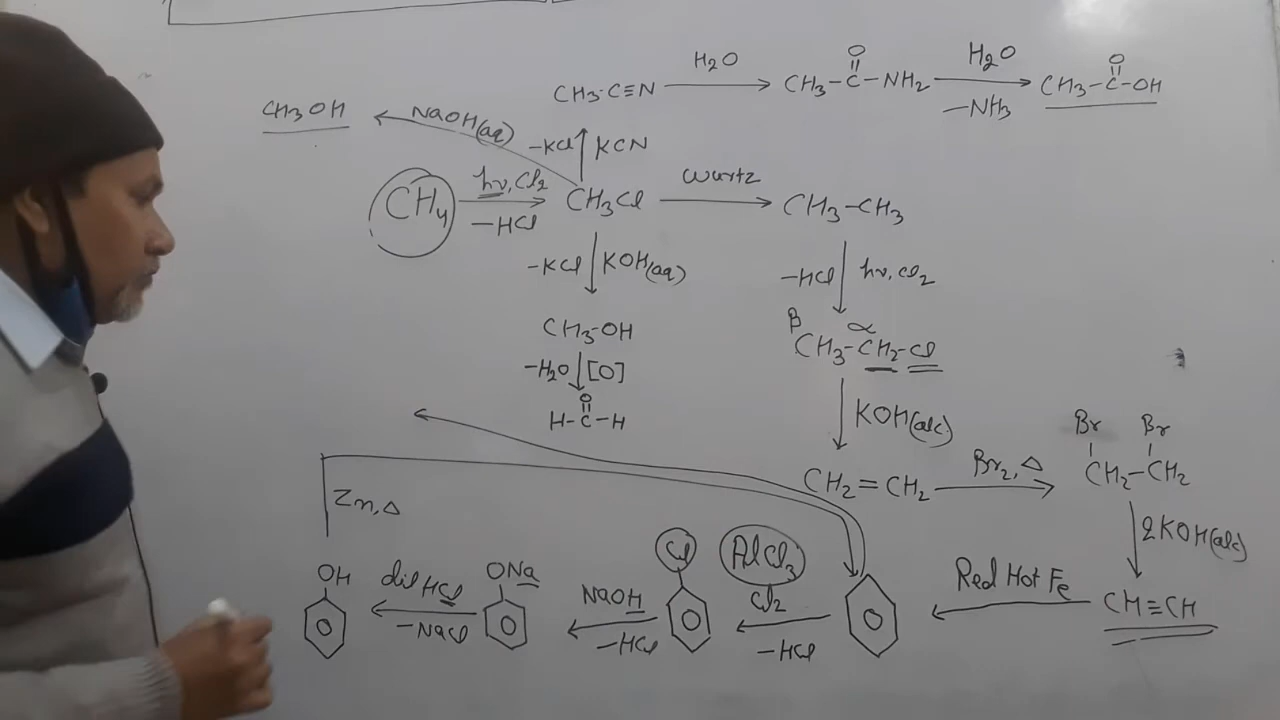 CH₃-C≡N H₂O CH₃-C-NH₂ H₂O -NH₃ CH₃-C-OH
O O
CH₃OH NaOH(aq) -KCl KCN
CH₄ hν, Cl₂ -HCl CH₃Cl Wurtz CH₃-CH₃
-KCl KOH(aq) -HCl hν, Cl₂
CH₃-OH β α CH₃-CH₂-Cl
-H₂O [O] KOH(alc)
O
H-C-H
Br Br
CH₂=CH₂ Br₂, Δ CH₂-CH₂
Zn, Δ 2KOH(alc)
OH dil HCl -NaCl ONa NaOH -HCl Cl AlCl₃ Cl₂ -HCl Red Hot Fe CH≡CH